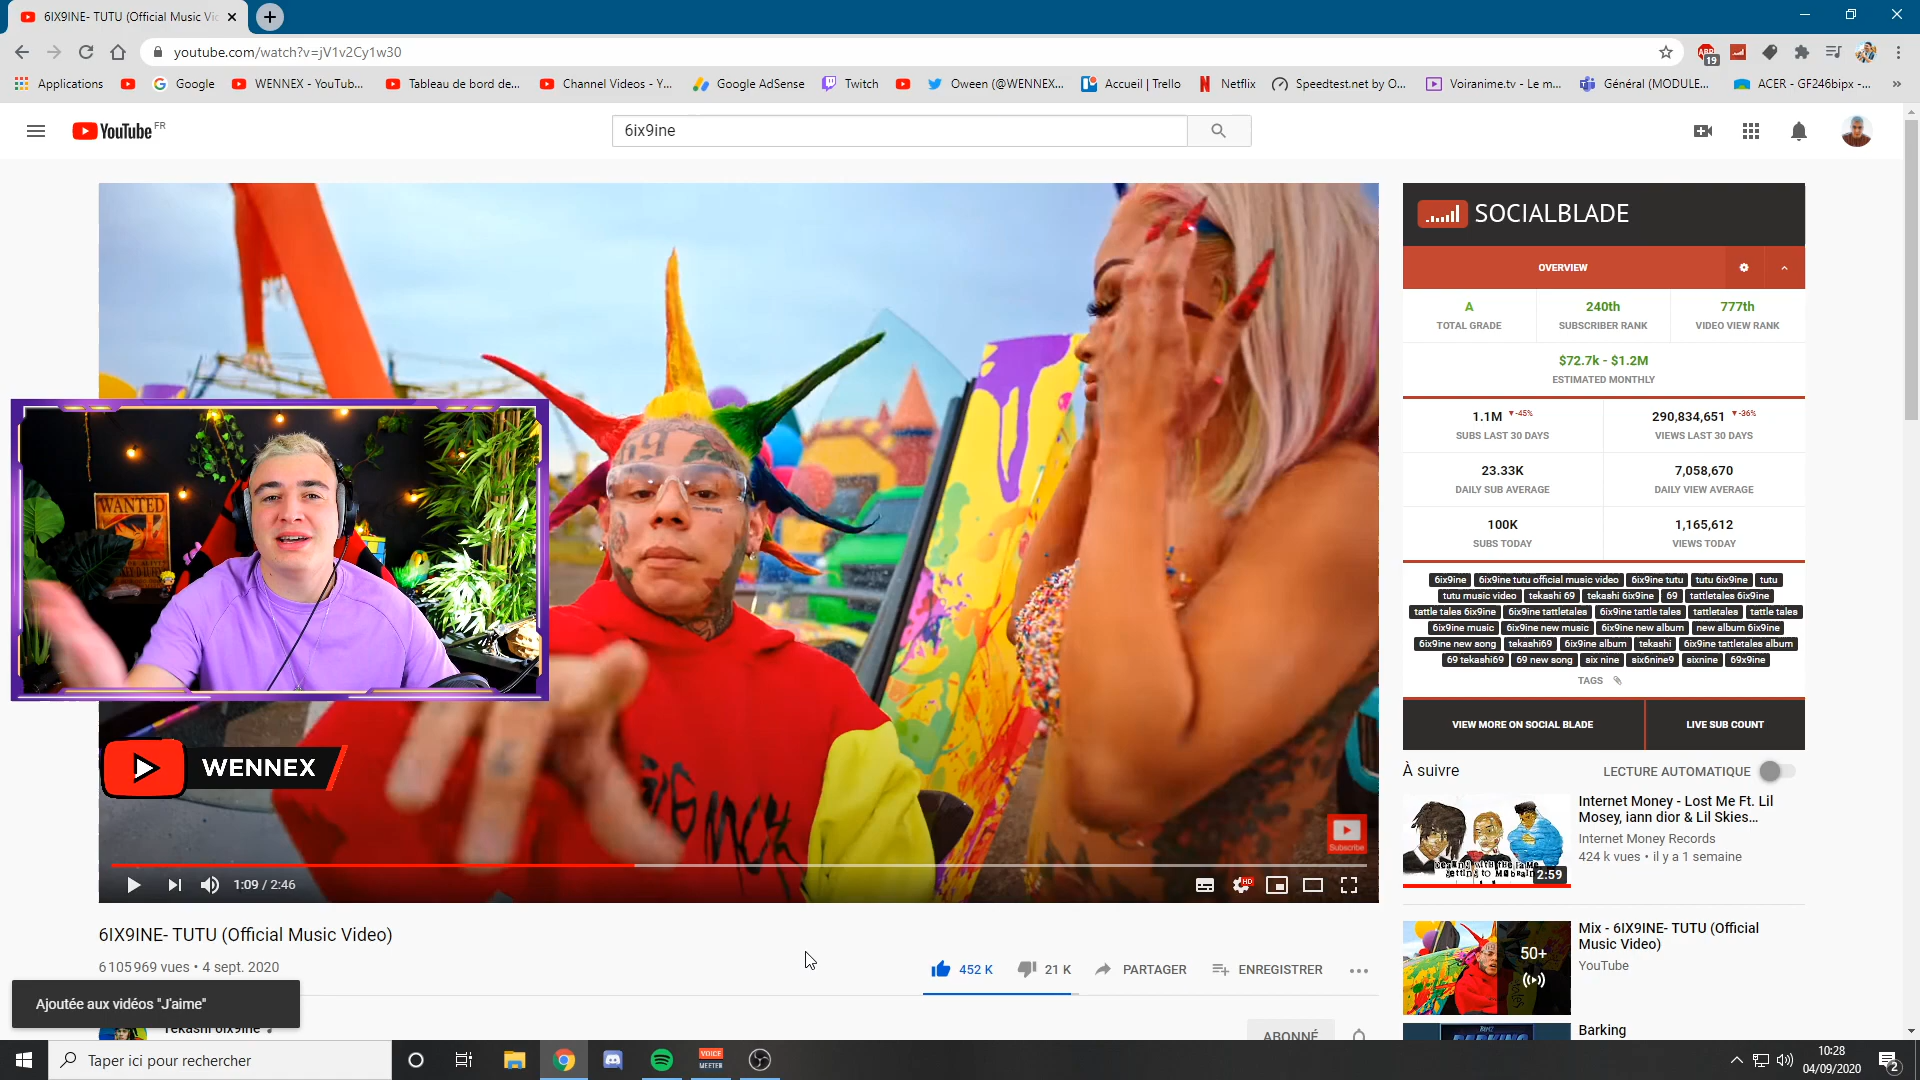 6IX9INE- TUTU (Official Music Vi
youtube.com/watch?v=jV1v2Cy1w30
19
Applications
Google
WENNEX - YouTub...
Tableau de bord de...
Channel Videos - Y...
Google AdSense
Twitch
Oween (@WENNEX...
Accueil | Trello
Netflix
Speedtest.net by O...
Voiranime.tv - Le m...
Général (MODULE...
ACER - GF246bipx -...
YouTube FR
6ix9ine
SOCIALBLADE
OVERVIEW
A
TOTAL GRADE
240th
SUBSCRIBER RANK
777th
VIDEO VIEW RANK
$72.7k - $1.2M
ESTIMATED MONTHLY
1.1M -45%
SUBS LAST 30 DAYS
290,834,651 -36%
VIEWS LAST 30 DAYS
23.33K
DAILY SUB AVERAGE
7,058,670
DAILY VIEW AVERAGE
100K
SUBS TODAY
1,165,612
VIEWS TODAY
6ix9ine 6ix9ine tutu official music video 6ix9ine tutu tutu 6ix9ine tutu
tutu music video tekashi 69 tekashi 6ix9ine 69 tattletales 6ix9ine
tattle tales 6ix9ine 6ix9ine tattletales 6ix9ine tattle tales tattletales tattle tales
6ix9ine music 6ix9ine new music 6ix9ine new album new album 6ix9ine
6ix9ine new song tekashi69 6ix9ine album tekashi 6ix9ine tattletales album
69 tekashi69 69 new song six nine six6nine9 sixnine 69x9ine
TAGS
VIEW MORE ON SOCIAL BLADE
LIVE SUB COUNT
WANTED
69
WENNEX
Subscribe
1:09 / 2:46
HD
6IX9INE- TUTU (Official Music Video)
6 105 969 vues • 4 sept. 2020
452 K
21 K
PARTAGER
ENREGISTRER
Ajoutée aux vidéos "J'aime"
Tekashi 6ix9ine
ABONNÉ
À suivre
LECTURE AUTOMATIQUE
2:59
Internet Money - Lost Me Ft. Lil
Mosey, iann dior & Lil Skies...
Internet Money Records
424 k vues • il y a 1 semaine
50+
Mix - 6IX9INE- TUTU (Official
Music Video)
YouTube
Barking
Taper ici pour rechercher
VOICE
MEETER
10:28
04/09/2020
2